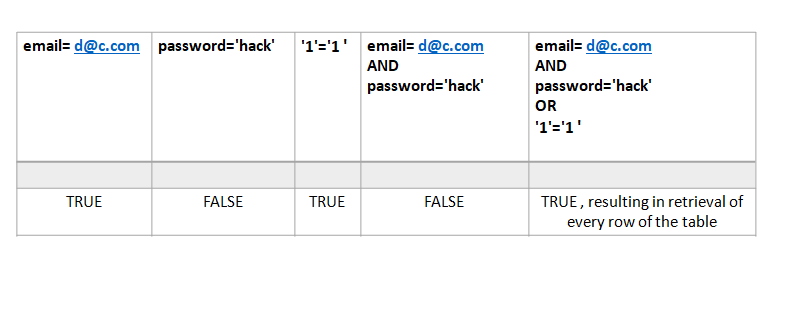 email= d@c.com
password='hack'
'1'='1 '
email= d@c.com
AND
password='hack'
email= d@c.com
AND
password='hack'
OR
'1'='1 '
TRUE
FALSE
TRUE
FALSE
TRUE , resulting in retrieval of
every row of the table